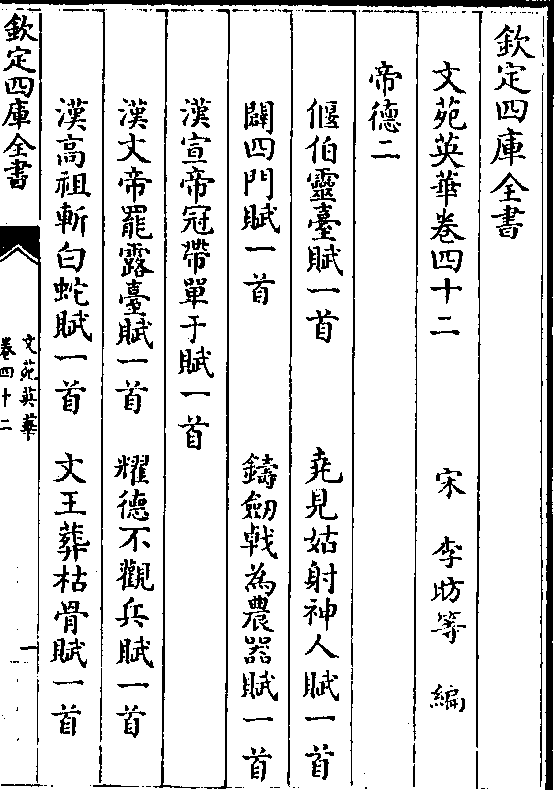 欽定四庫全書
文苑英華卷四十二
宋 李昉等 編
帝德二
偃伯靈臺賦一首 堯見姑射神人賦一首
闢四門賦一首 鑄劒㦸為農器賦一首
漢宣帝冠帶單于賦一首
漢文帝罷露臺賦一首 耀德不觀兵賦一首
漢高祖斬白蛇賦一首 文王葬枯骨賦一首
欽定四庫全書
文苑英華
卷四十二
一